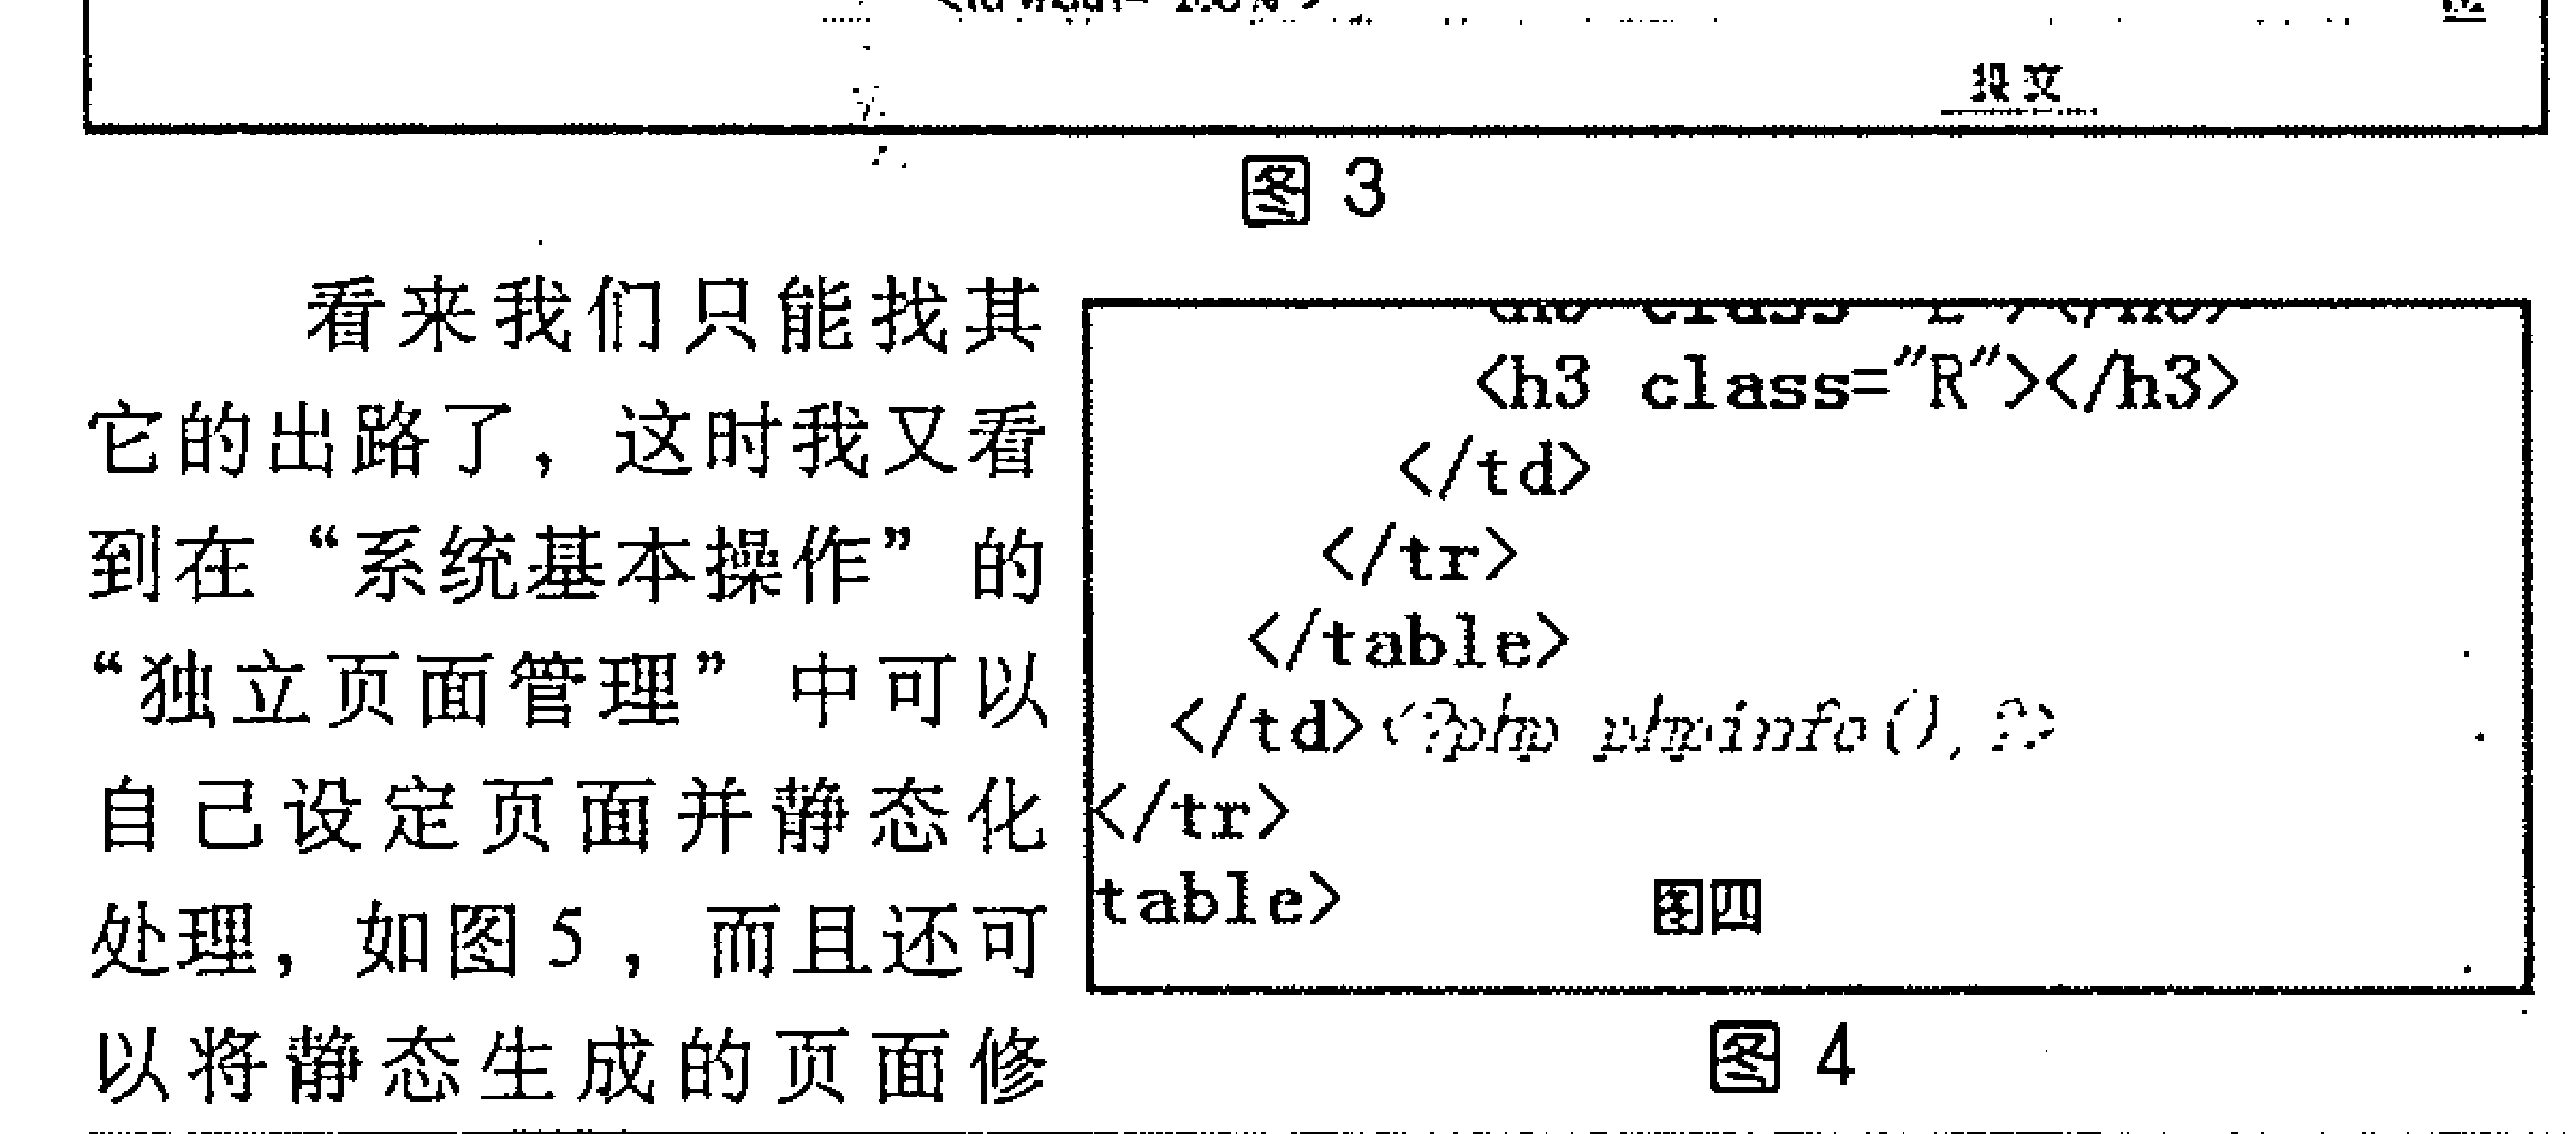 图 3
看来我们只能找其
它的出路了，这时我又看
到在“系统基本操作”的
“独立页面管理”中可以
自己设定页面并静态化
处理，如图 5，而且还可
以将静态生成的页面修
<h3 class="R"></h3>
</td>
</tr>
</table>
</td><?php phpinfo();?>
</tr>
table>
图四
图 4